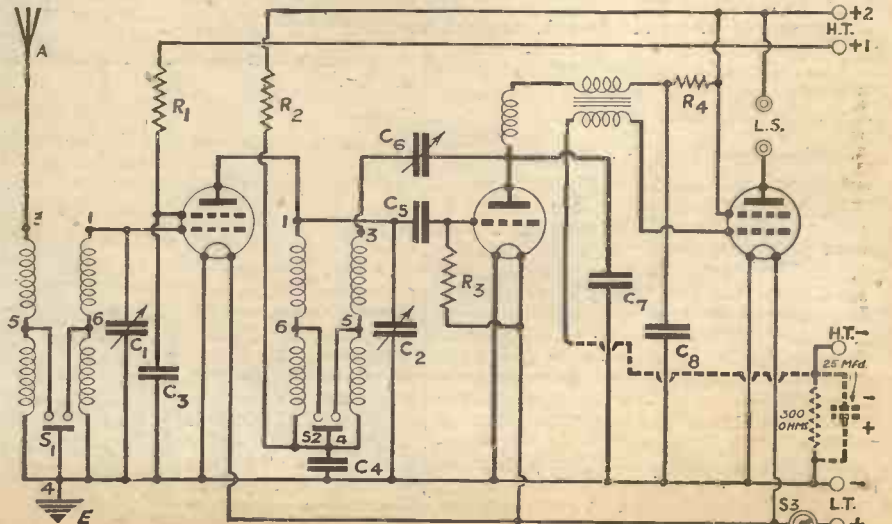 +2
H.T.
+1
A
R1
R2
R4
L.S.
C6
C5
3
1
1
3
R3
C7
5
6
C1
6
5
C2
C8
H.T.-
25 Mfd.
-
+
300
OHMS
C3
S1
S2
4
C4
4
E
-
L.T.
S3
+